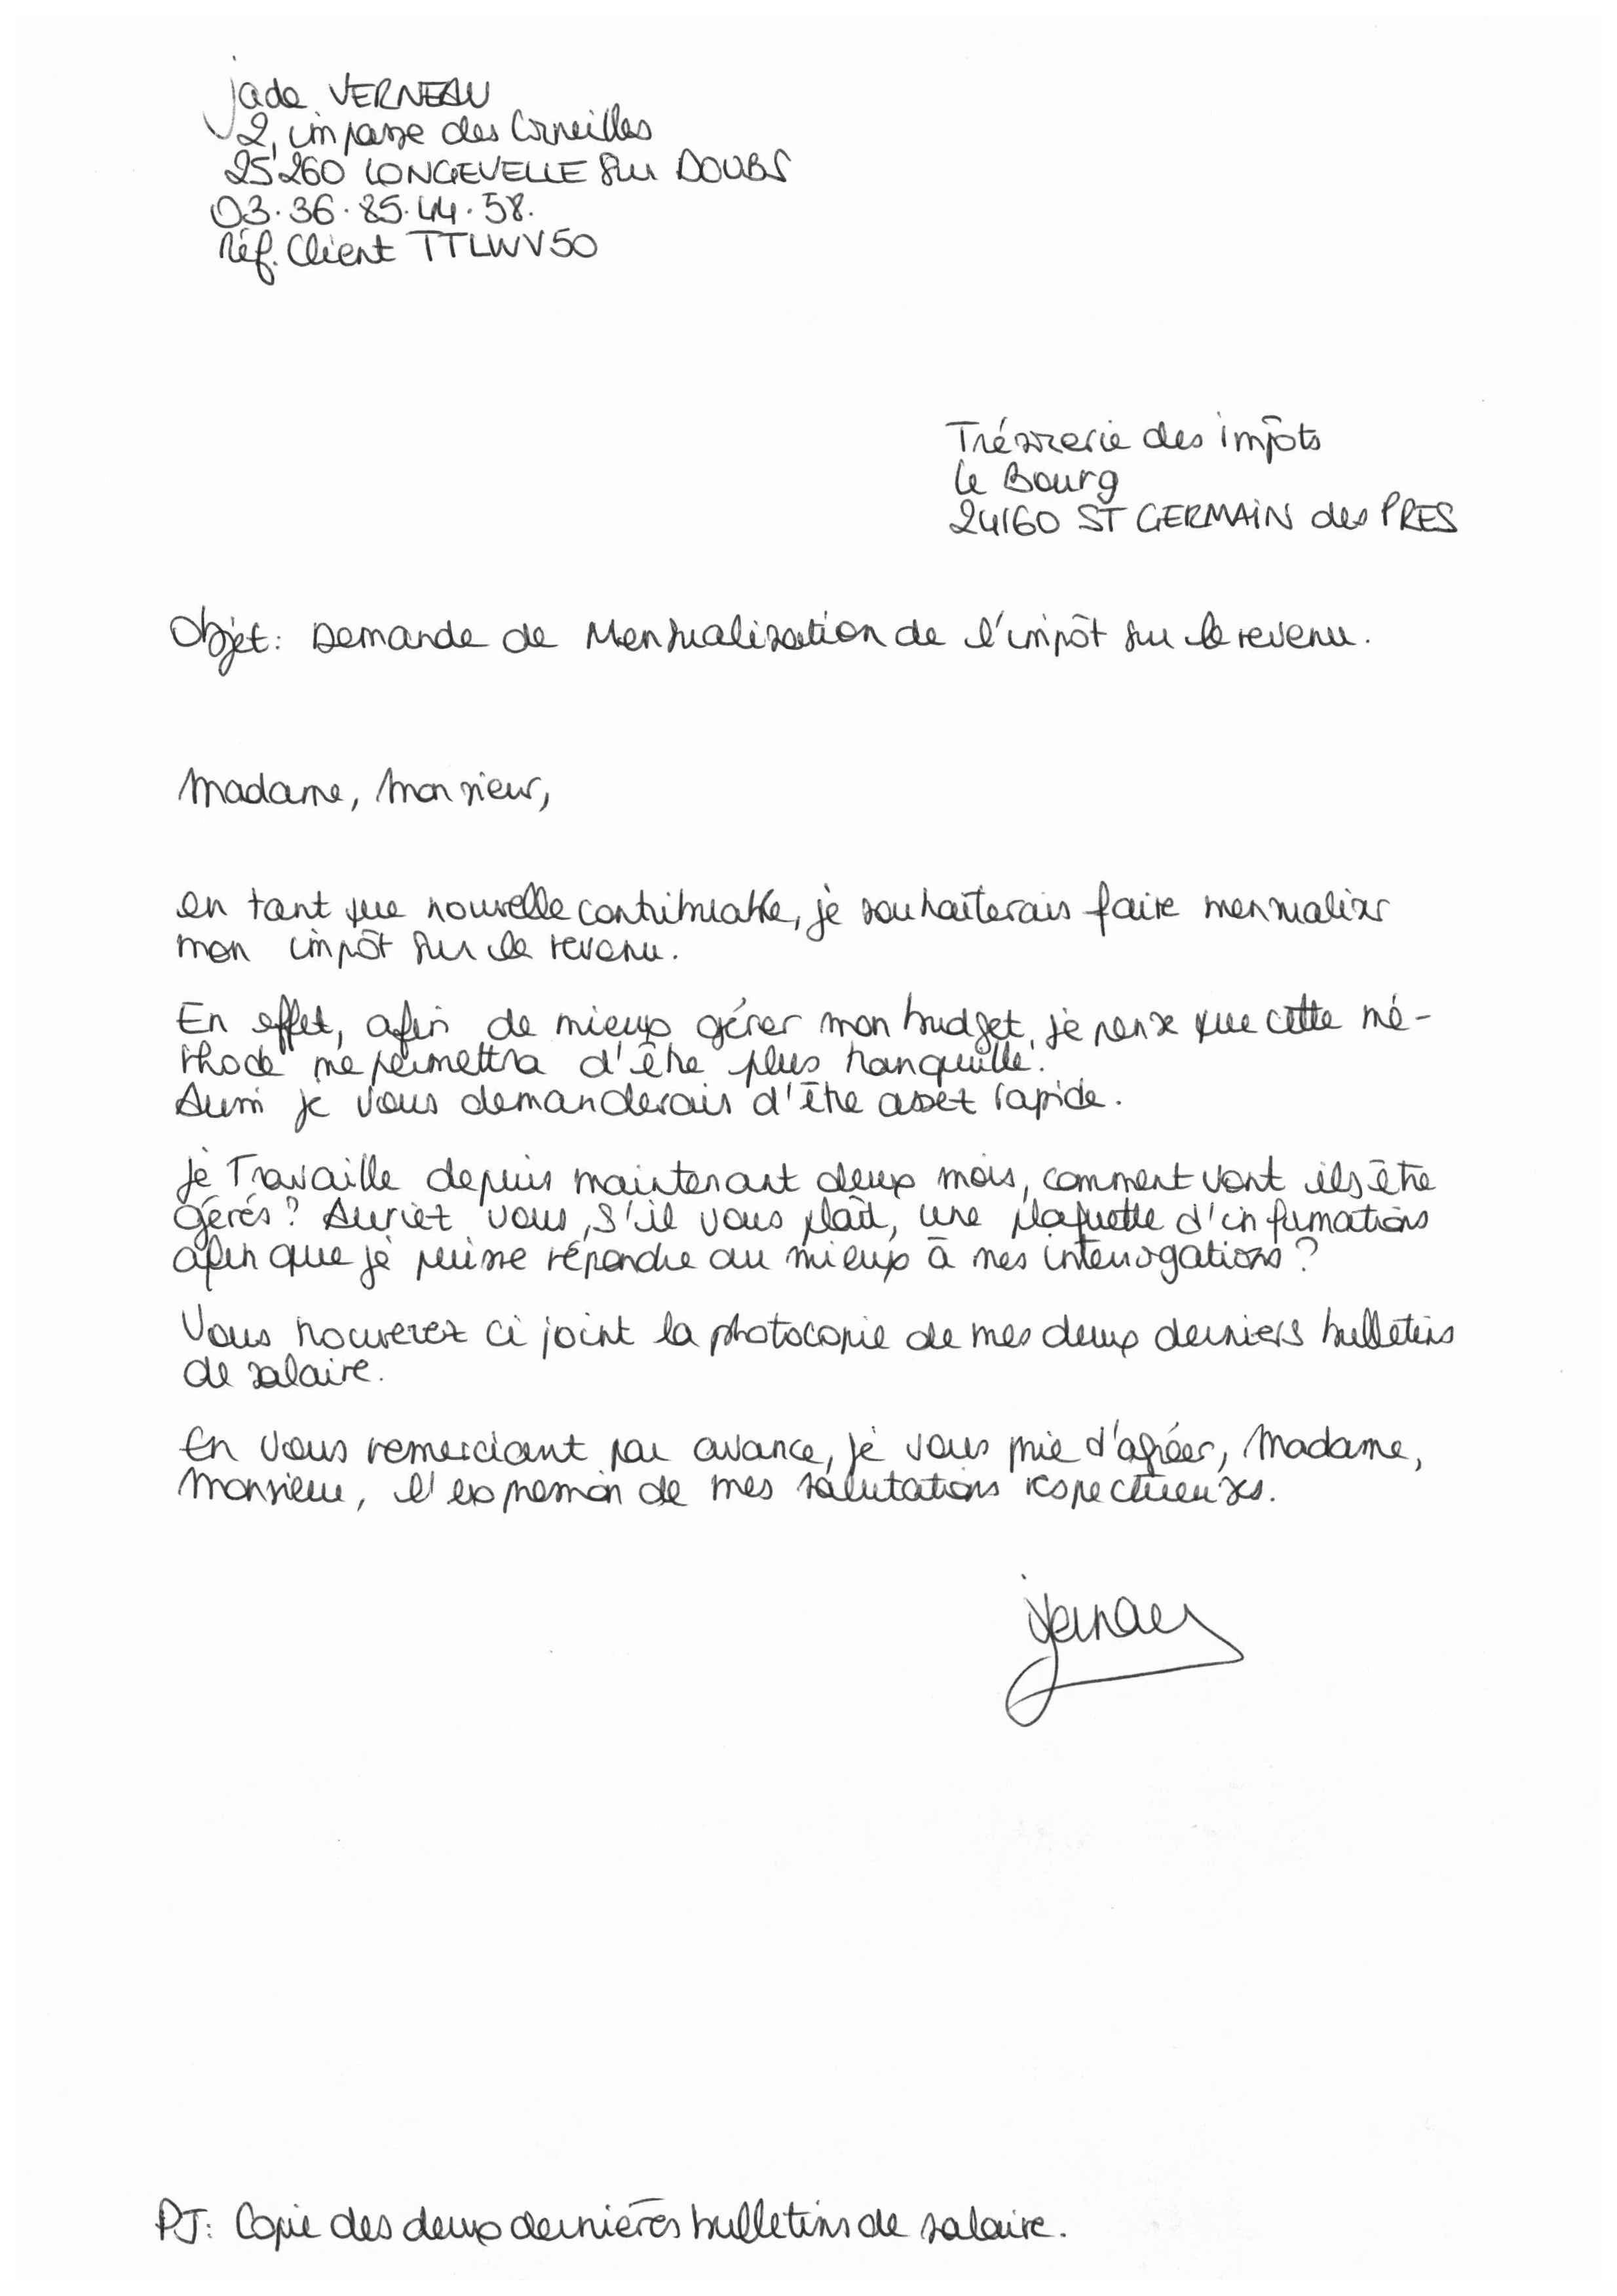 Jade VERNEAU
2, impasse des Corneilles
25260 LONGEVELLE sur DOUBS
03.36.85.44.58.
Réf. Client TTLWV50
Trésorerie des impôts
Le Bourg
24160 ST GERMAIN des PRES
Objet: Demande de Mensualisation de l'impôt sur le revenu.
Madame, Monsieur,
en tant que nouvelle contribuable, je souhaiterais faire mensualiser
mon impôt sur le revenu.
En effet, afin de mieux gérer mon budget, je pense que cette mé-
thode me permettra d'être plus tranquille.
Aussi je vous demanderais d'être assez rapide.
Je Travaille depuis maintenant deux mois, comment vont ils être
gérés? Auriez vous, s'il vous plaît, une plaquette d'informations
afin que je puisse répondre au mieux à mes interrogations?
Vous trouverez ci joint la photocopie de mes deux derniers bulletins
de salaire.
En vous remerciant par avance, je vous prie d'agréer, Madame,
Monsieur, l'expression de mes salutations respectueuses.
PJ: Copie des deux dernières bulletins de salaire.